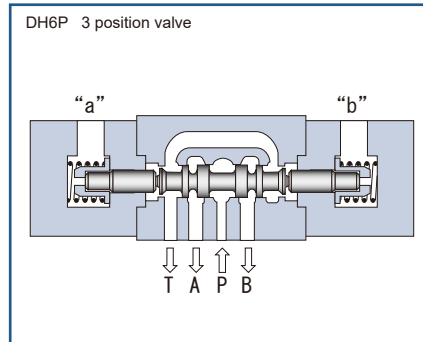 DH6P 3 position valve
“a” “b”
T A P B